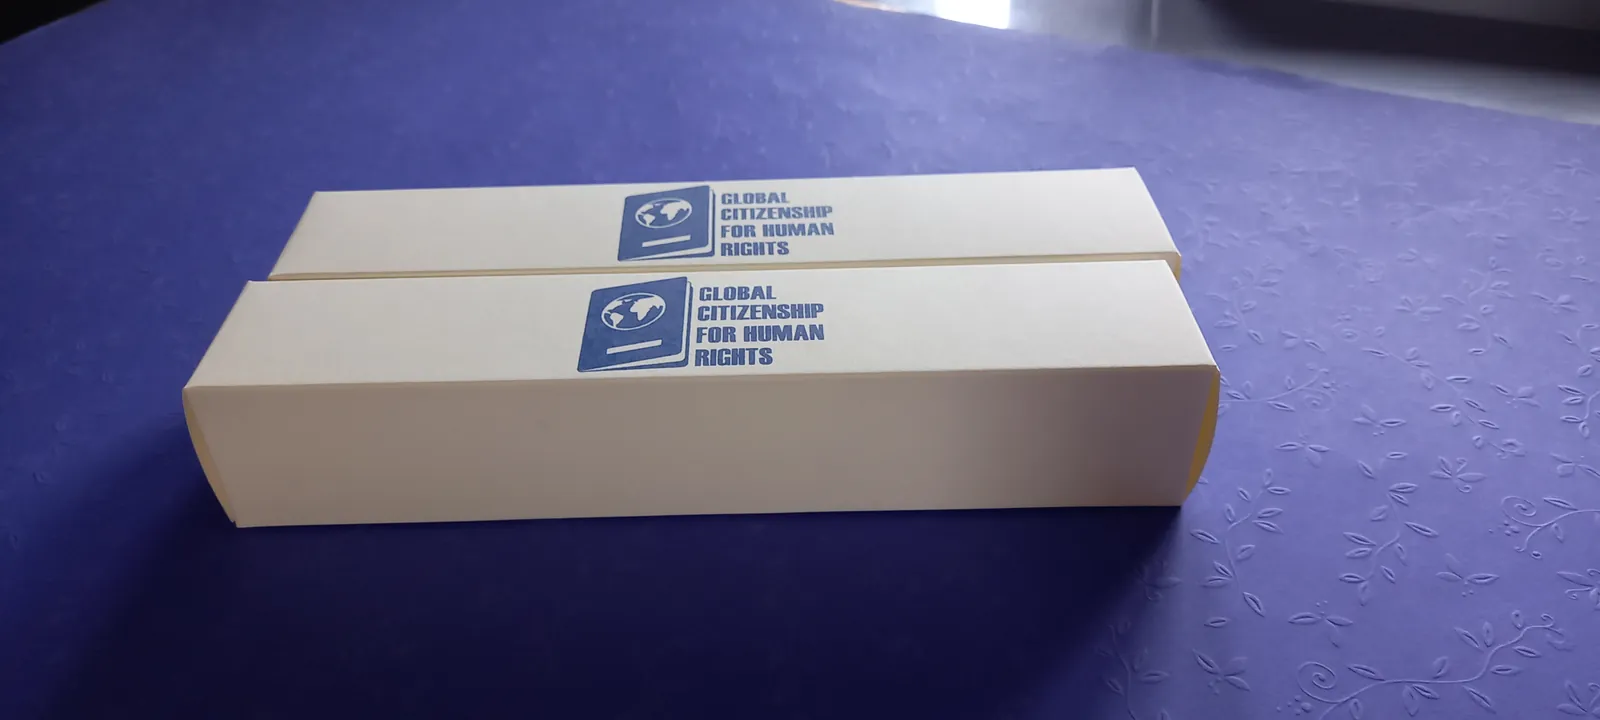 GLOBAL
CITIZENSHIP
FOR HUMAN
RIGHTS
GLOBAL
CITIZENSHIP
FOR HUMAN
RIGHTS